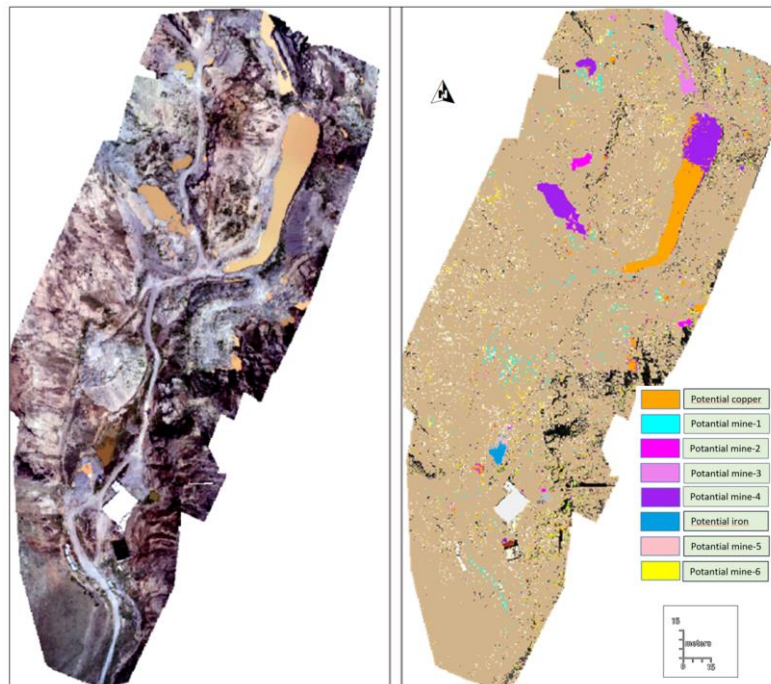 Potential copper
Potential mine-1
Potential mine-2
Potential mine-3
Potential mine-4
Potential iron
Potential mine-5
Potential mine-6
15
meters
0 15